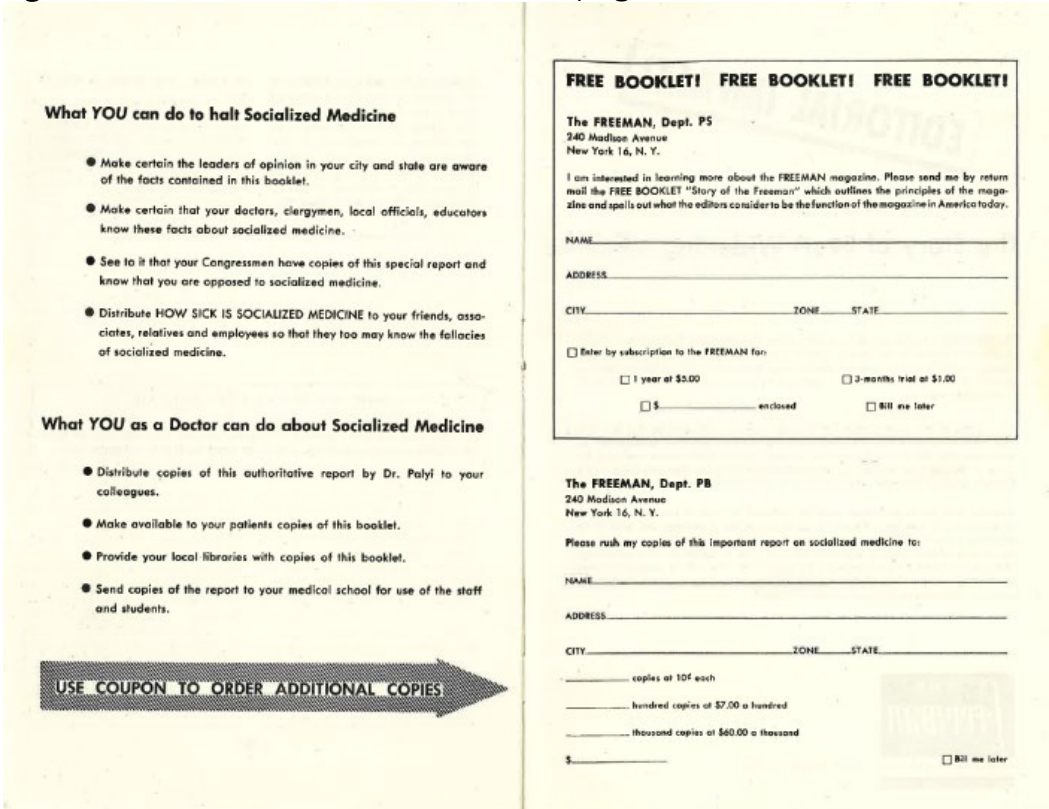 What YOU can do to halt Socialized Medicine
● Make certain the leaders of opinion in your city and state are aware
of the facts contained in this booklet.
● Make certain that your doctors, clergymen, local officials, educators
know these facts about socialized medicine.
● See to it that your Congressmen have copies of this special report and
know that you are opposed to socialized medicine.
● Distribute HOW SICK IS SOCIALIZED MEDICINE to your friends, asso-
ciates, relatives and employees so that they too may know the fallacies
of socialized medicine.
What YOU as a Doctor can do about Socialized Medicine
● Distribute copies of this authoritative report by Dr. Palyi to your
colleagues.
● Make available to your patients copies of this booklet.
● Provide your local libraries with copies of this booklet.
● Send copies of the report to your medical school for use of the staff
and students.
USE COUPON TO ORDER ADDITIONAL COPIES
FREE BOOKLET! FREE BOOKLET! FREE BOOKLET!
The FREEMAN, Dept. PS
240 Madison Avenue
New York 16, N. Y.
I am interested in learning more about the FREEMAN magazine. Please send me by return
mail the FREE BOOKLET "Story of the Freeman" which outlines the principles of the maga-
zine and spells out what the editors consider to be the function of the magazine in America today.
NAME
ADDRESS
CITY ZONE STATE
□ Enter by subscription to the FREEMAN for:
□ 1 year at $5.00 □ 3-months trial at $1.00
□ $ enclosed □ Bill me later
The FREEMAN, Dept. PB
240 Madison Avenue
New York 16, N. Y.
Please rush my copies of this important report on socialized medicine to:
NAME
ADDRESS
CITY ZONE STATE
copies at 10¢ each
hundred copies at $7.00 a hundred
thousand copies at $60.00 a thousand
$ □ Bill me later